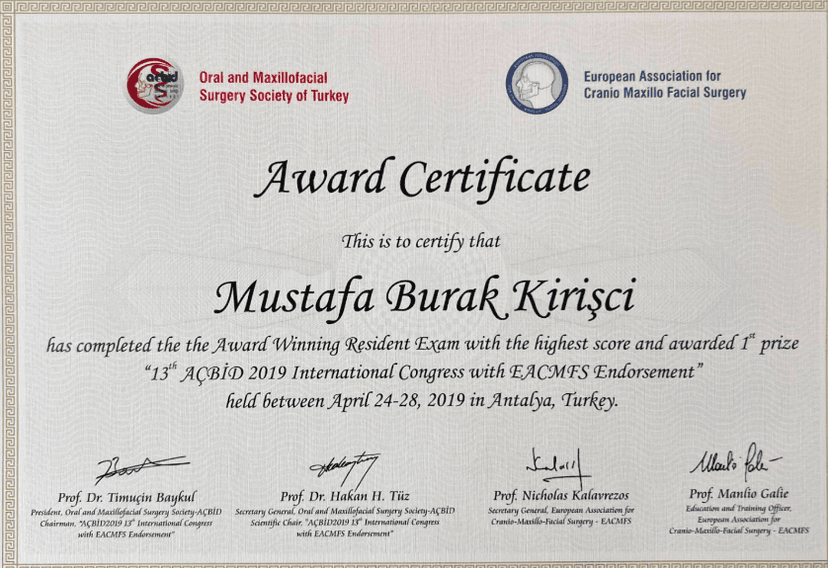 Oral and Maxillofacial
Surgery Society of Turkey
European Association for
Cranio Maxillo Facial Surgery
Award Certificate
This is to certify that
Mustafa Burak Kirişci
has completed the the Award Winning Resident Exam with the highest score and awarded 1st prize
“13th AÇBİD 2019 International Congress with EACMFS Endorsement”
held between April 24-28, 2019 in Antalya, Turkey.
Prof. Dr. Timuçin Baykul
President, Oral and Maxillofacial Surgery Society-AÇBİD
Chairman, “AÇBİD2019 13th International Congress
with EACMFS Endorsement”
Prof. Dr. Hakan H. Tüz
Secretary General, Oral and Maxillofacial Surgery Society-AÇBİD
Scientific Chair, “AÇBİD2019 13th International Congress
with EACMFS Endorsement”
Prof. Nicholas Kalavrezos
Secretary General, European Association for
Cranio-Maxillo-Facial Surgery - EACMFS
Prof. Manlio Galie
Education and Training Officer,
European Association for
Cranio-Maxillo-Facial Surgery - EACMFS